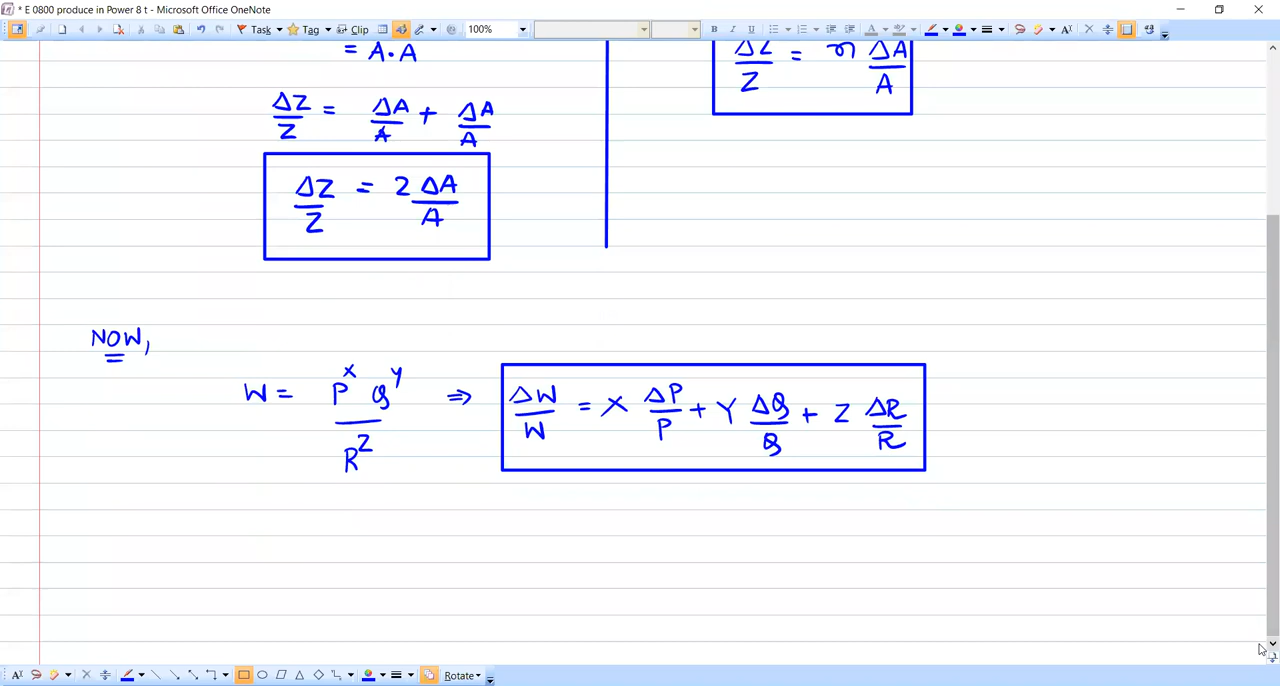 * E 0800 produce in Power 8 t - Microsoft Office OneNote
Task Tag Clip 100%
= A · A
ΔZ/Z = n ΔA/A
ΔZ/Z = ΔA/A + ΔA/A
ΔZ/Z = 2 ΔA/A
NOW,
W = P^X Q^Y / R^Z ⇒ ΔW/W = X ΔP/P + Y ΔQ/Q + Z ΔR/R
Rotate